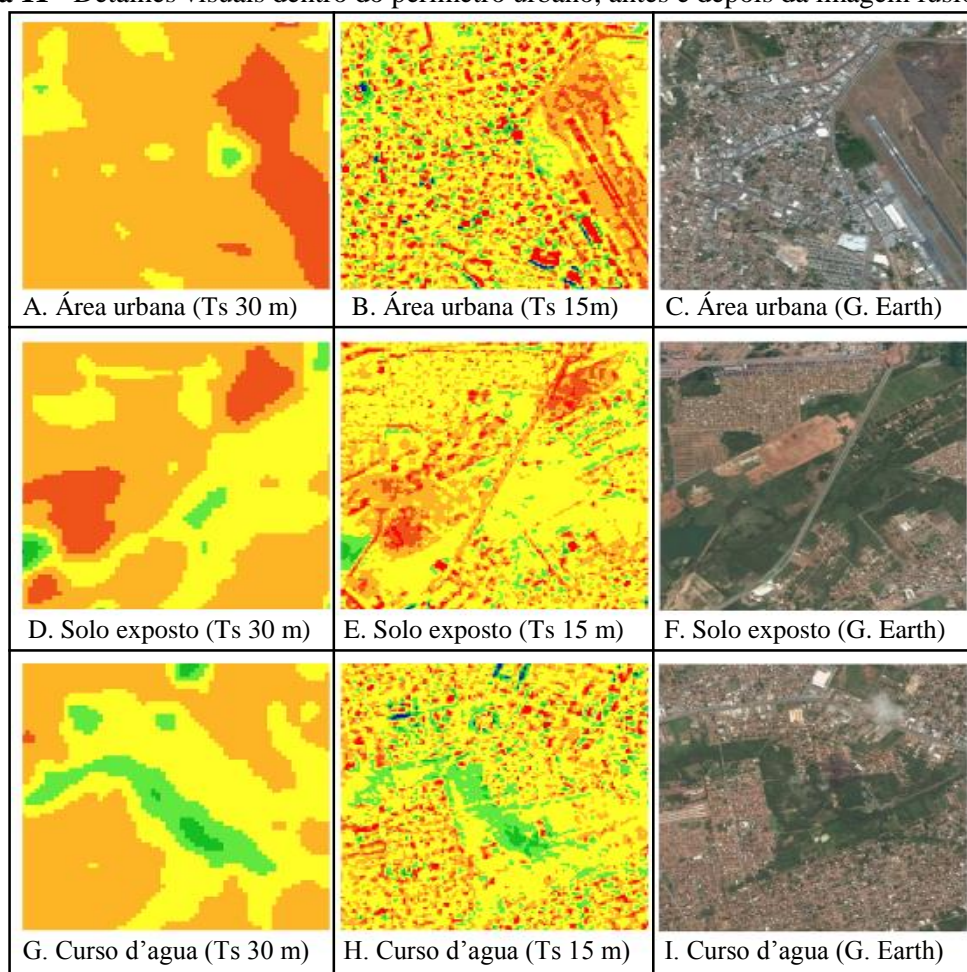 11 – Detalhes visuais dentro do perímetro urbano, antes e depois da imagem
A. Área urbana (Ts 30 m)
B. Área urbana (Ts 15m)
C. Área urbana (G. Earth)
D. Solo exposto (Ts 30 m)
E. Solo exposto (Ts 15 m)
F. Solo exposto (G. Earth)
G. Curso d’agua (Ts 30 m)
H. Curso d’agua (Ts 15 m)
I. Curso d’agua (G. Earth)